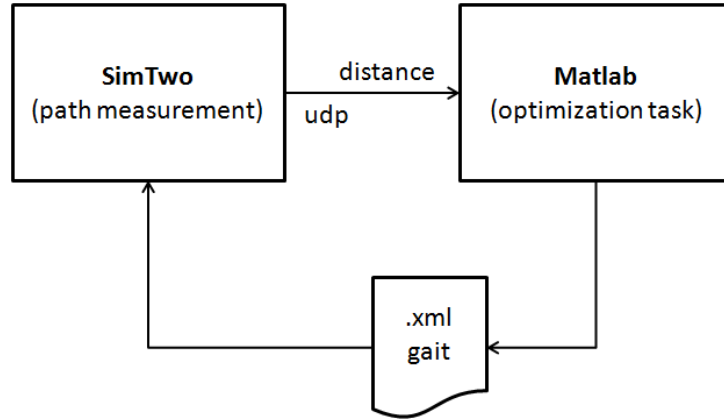 SimTwo
(path measurement)
distance
udp
Matlab
(optimization task)
.xml
gait